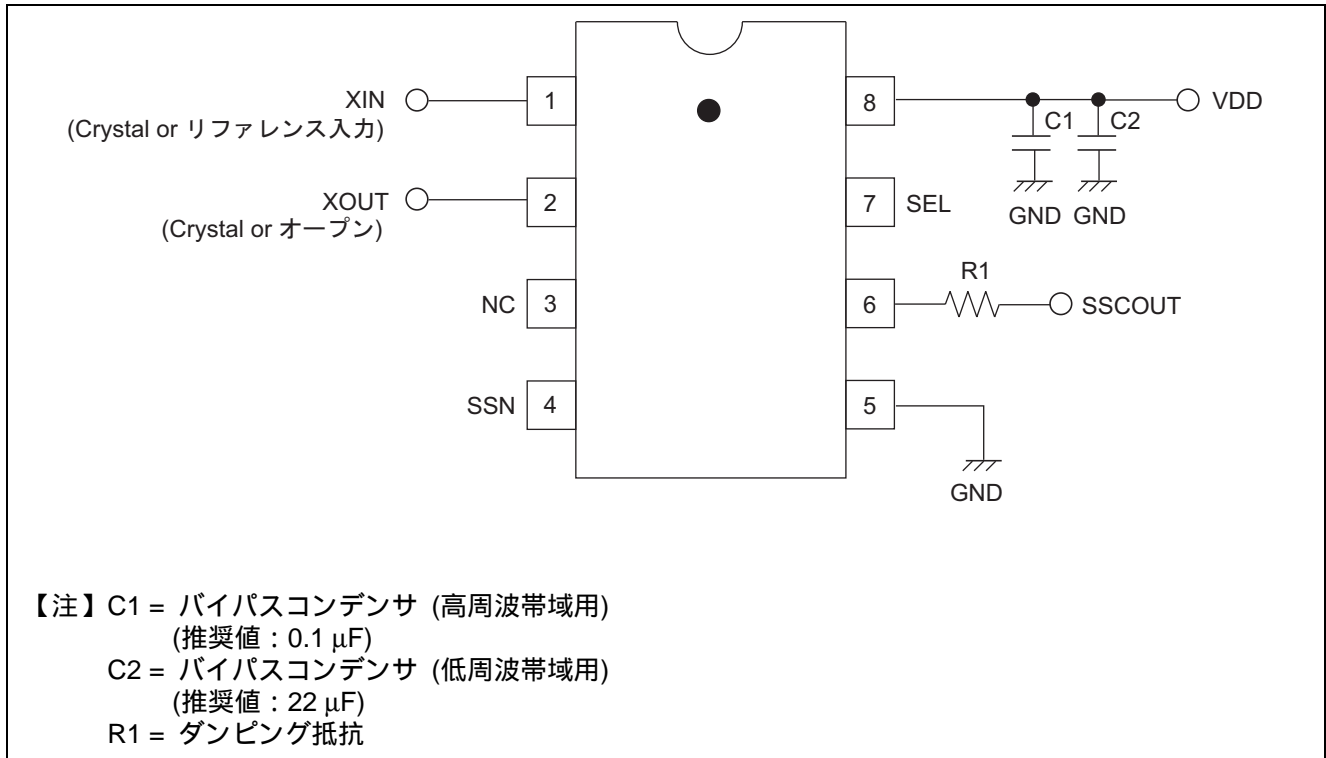 XIN
(Crystal or リファレンス入力)
1
8
C1
C2
VDD
GND
GND
XOUT
(Crystal or オープン)
2
7
SEL
NC
3
6
R1
SSCOUT
SSN
4
5
GND
【注】C1 = バイパスコンデンサ (高周波帯域用)
(推奨値:0.1 μF)
C2 = バイパスコンデンサ (低周波帯域用)
(推奨値:22 μF)
R1 = ダンピング抵抗